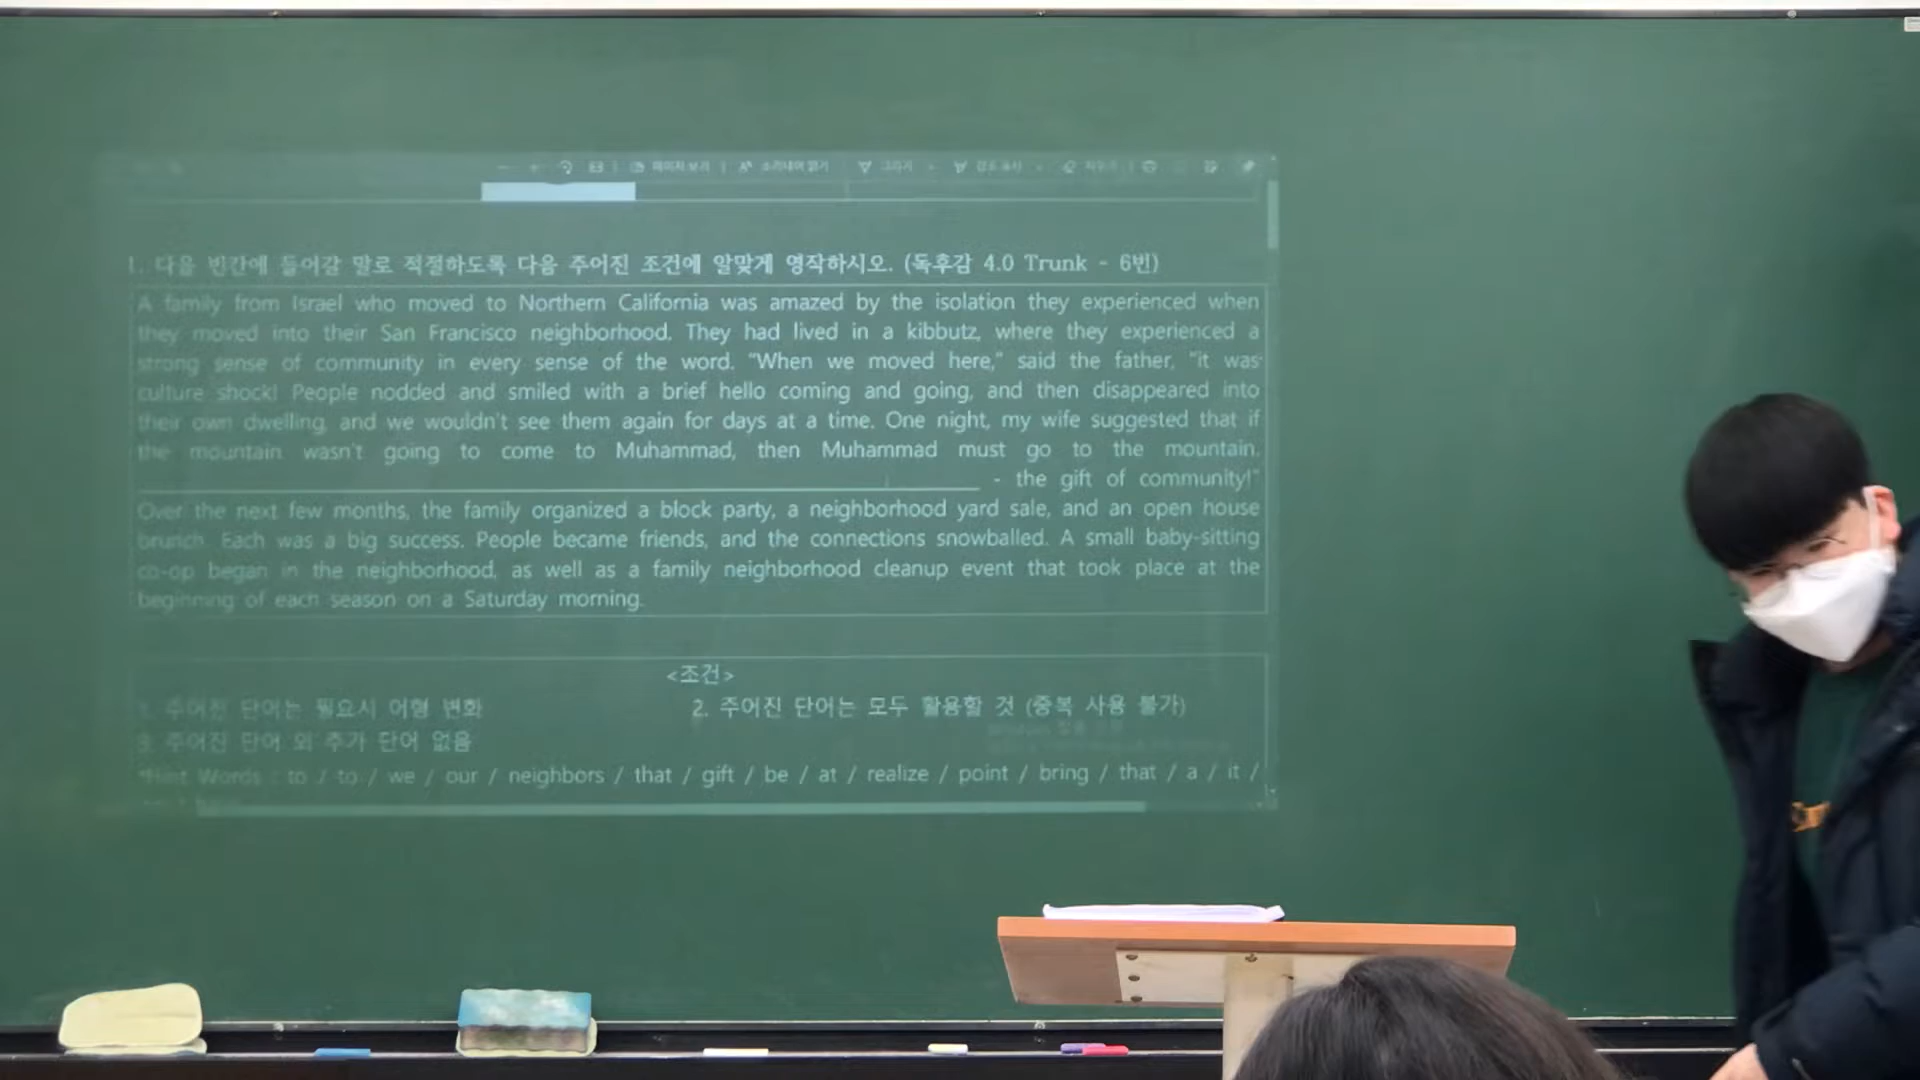 페이지 보기 | 소리내어 읽기 | 그리기
1. 다음 빈칸에 들어갈 말로 적절하도록 다음 주어진 조건에 알맞게 영작하시오. (독후감 4.0 Trunk - 6번)
A family from Israel who moved to Northern California was amazed by the isolation they experienced when
they moved into their San Francisco neighborhood. They had lived in a kibbutz, where they experienced a
strong sense of community in every sense of the word. "When we moved here," said the father, "it was
culture shock! People nodded and smiled with a brief hello coming and going, and then disappeared into
their own dwelling, and we wouldn't see them again for days at a time. One night, my wife suggested that if
the mountain wasn't going to come to Muhammad, then Muhammad must go to the mountain.
- the gift of community!"
Over the next few months, the family organized a block party, a neighborhood yard sale, and an open house
brunch. Each was a big success. People became friends, and the connections snowballed. A small baby-sitting
co-op began in the neighborhood, as well as a family neighborhood cleanup event that took place at the
beginning of each season on a Saturday morning.
<조건>
1. 주어진 단어는 필요시 어형 변화 2. 주어진 단어는 모두 활용할 것 (중복 사용 불가)
3. 주어진 단어 외 추가 단어 없음
*Hint Words : to / to / we / our / neighbors / that / gift / be / at / realize / point / bring / that / a / it /